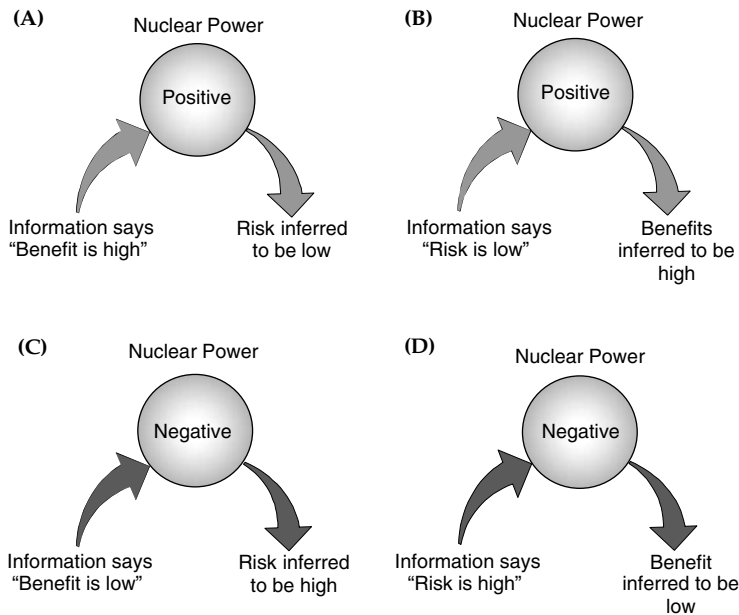 (A)
Nuclear Power
Positive
Information says
“Benefit is high”
Risk inferred
to be low
(B)
Nuclear Power
Positive
Information says
“Risk is low”
Benefits
inferred to be
high
(C)
Nuclear Power
Negative
Information says
“Benefit is low”
Risk inferred
to be high
(D)
Nuclear Power
Negative
Information says
“Risk is high”
Benefit
inferred to be
low